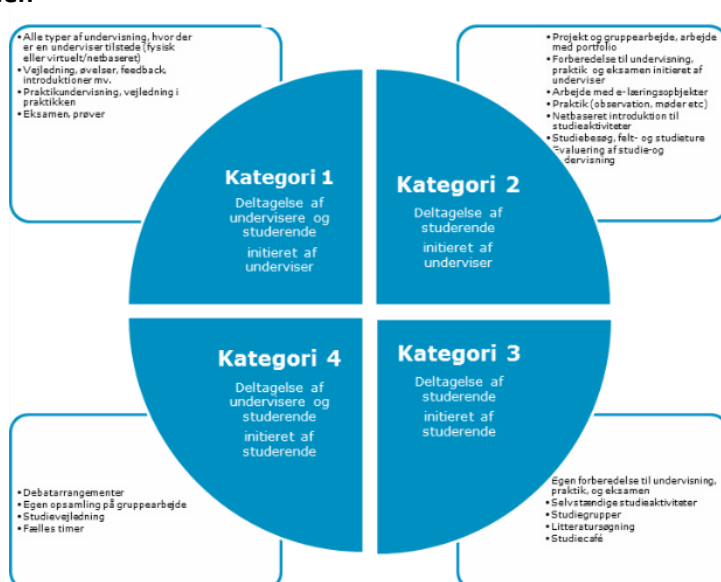 • Alle typer af undervisning, hvor der
er en underviser tilstede (fysisk
eller virtuelt/netbaseret)
• Vejledning, øvelser, feedback,
introduktioner mv.
• Praktikundervisning, vejledning i
praktikken
• Eksamen, prøver
• Projekt og gruppearbejde, arbejde
med portfolio
• Forberedelse til undervisning,
praktik og eksamen initieret af
underviser
• Arbejde med e-læringsobjekter
• Praktik (observation, møder etc)
• Netbaseret introduktion til
studieaktiviteter
• Studiebesøg, felt- og studieture
Evaluering af studie-og
dervisning
Kategori 1
Deltagelse af
undervisere og
studerende
initieret af
underviser
Kategori 2
Deltagelse af
studerende
initieret af
underviser
Kategori 4
Deltagelse af
undervisere og
studerende
initieret af
studerende
Kategori 3
Deltagelse af
studerende
initieret af
studerende
• Debatarrangementer
• Egen opsamling på gruppearbejde
• Studievejledning
• Fælles timer
Egen forberedelse til undervisning,
praktik, og eksamen
• Selvstændige studieaktiviteter
• Studiegrupper
• Litteratursøgning
• Studiecafé